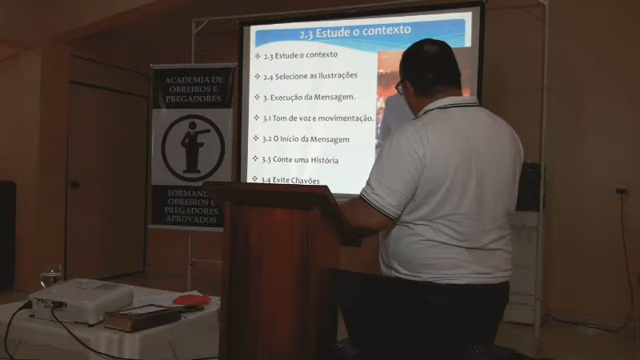 2.3 Estude o contexto
❖ 2.3 Estude o contexto
❖ 2.4 Selecione as Ilustrações
❖ 3. Execução da Mensagem.
❖ 3.1 Tom de voz e movimentação.
❖ 3.2 O Início da Mensagem
❖ 3.3 Conte uma História
❖ 3.4 Evite Chavões
ACADEMIA DE
OBREIROS E
PREGADORES
OBREIROS
PREGADORES
APROVADOS